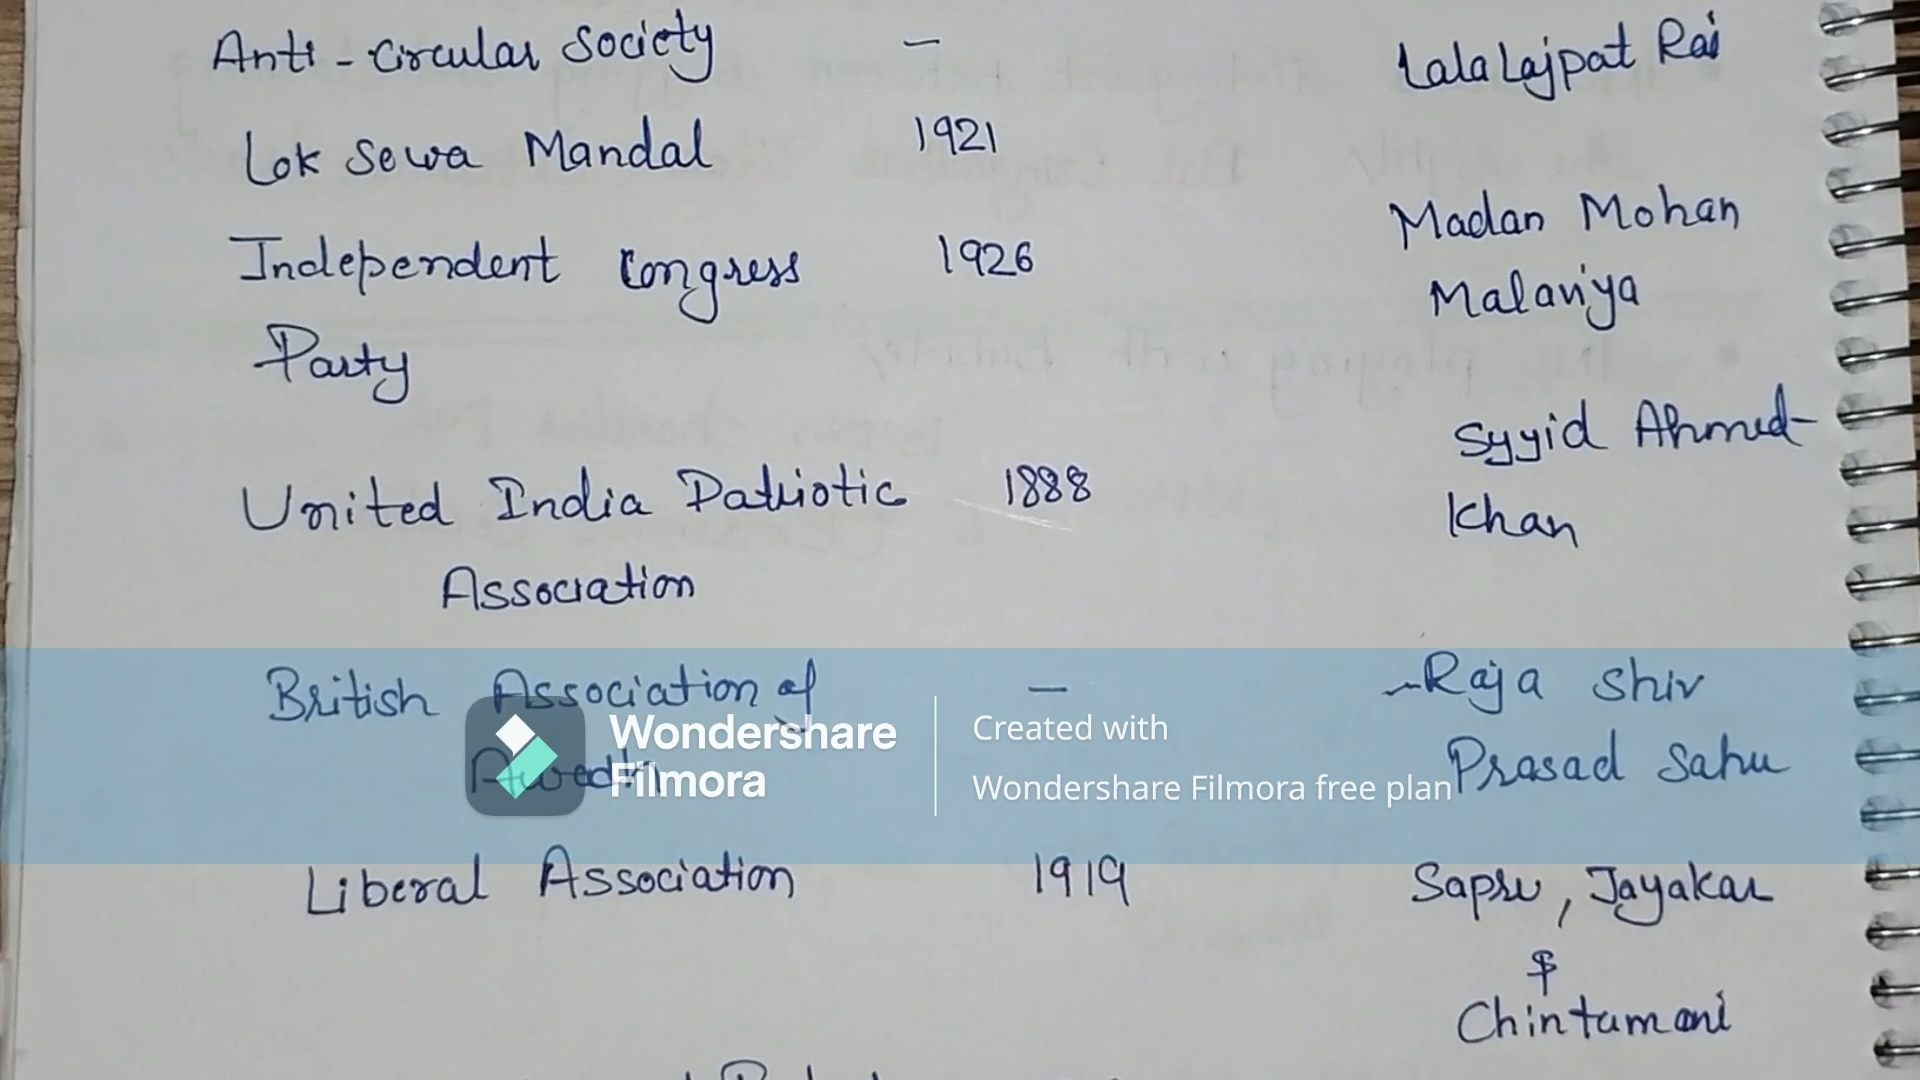 Anti - Circular Society - Lala Lajpat Rai
Lok Sewa Mandal 1921
Independent Congress 1926 Madan Mohan
Party Malaviya
United India Patriotic 1888 Syyid Ahmed
Association Khan
British Association of - Raja Shiv
Awedh Prasad Sahu
Wondershare
Filmora
Created with
Wondershare Filmora free plan
Liberal Association 1919 Sapru, Jayakar
&
Chintamani